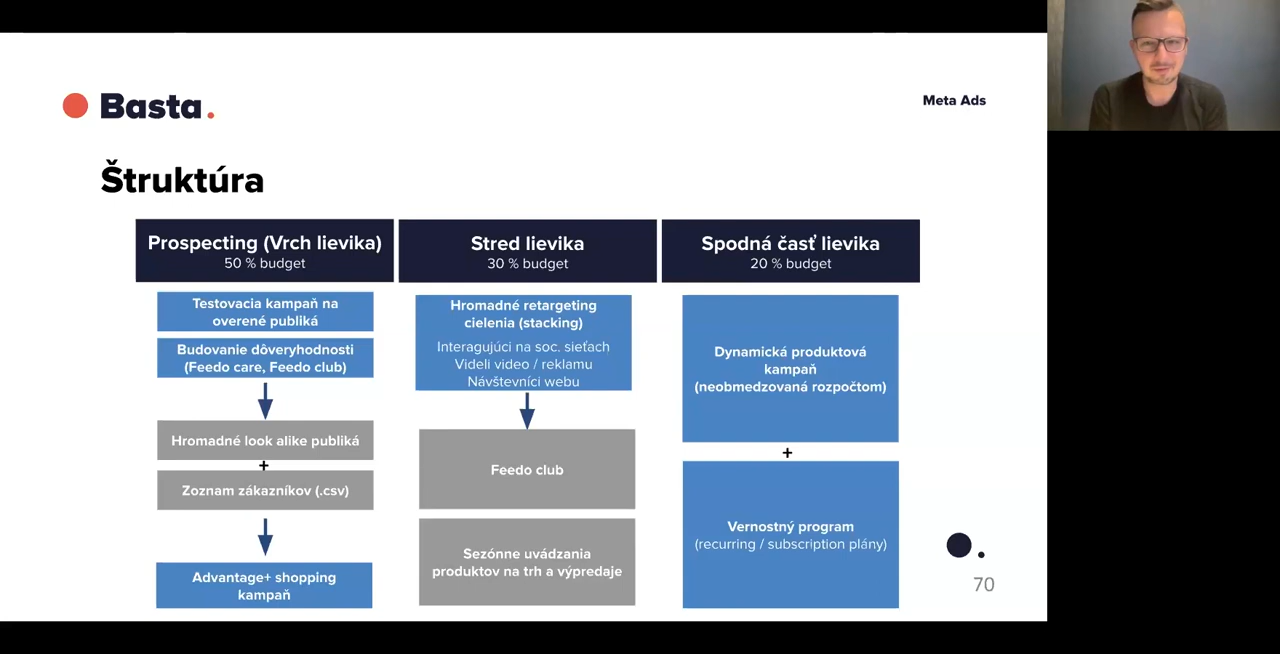 Basta.
Meta Ads
Štruktúra
Prospecting (Vrch lievika)
50 % budget
Testovacia kampaň na
overené publiká
Budovanie dôveryhodnosti
(Feedo care, Feedo club)
Hromadné look alike publiká
+
Zoznam zákazníkov (.csv)
Advantage+ shopping
kampaň
Stred lievika
30 % budget
Hromadné retargeting
cielenia (stacking)
Interagujúci na soc. sieťach
Videli video / reklamu
Návštevníci webu
Feedo club
Sezónne uvádzania
produktov na trh a výpredaje
Spodná časť lievika
20 % budget
Dynamická produktová
kampaň
(neobmedzovaná rozpočtom)
+
Vernostný program
(recurring / subscription plány)
70